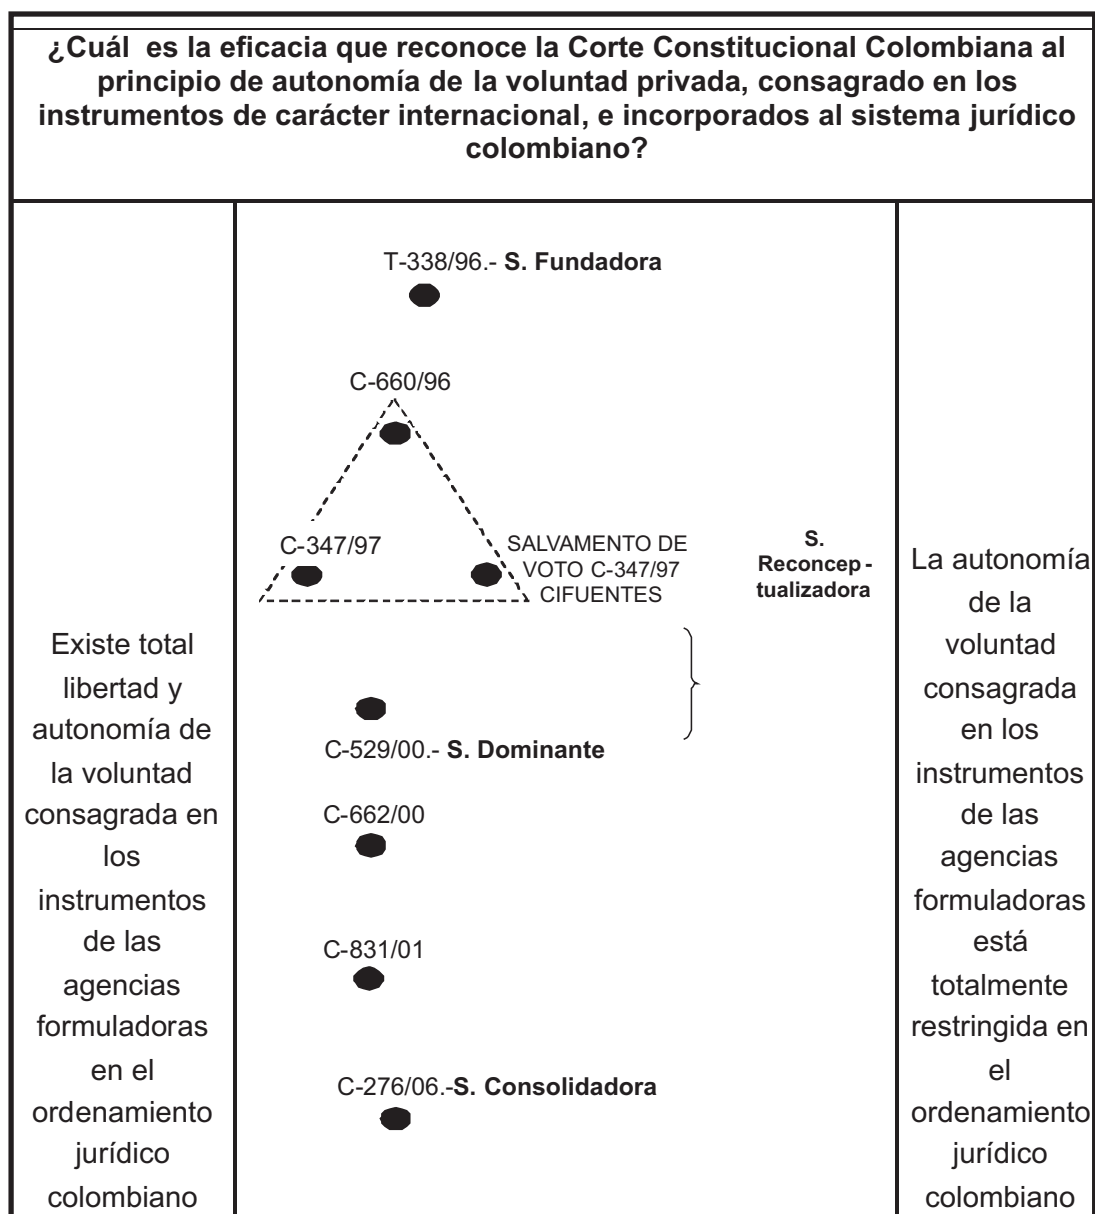 ¿Cuál es la eficacia que reconoce la Corte Constitucional Colombiana al
principio de autonomía de la voluntad privada, consagrado en los
instrumentos de carácter internacional, e incorporados al sistema jurídico
colombiano?
Existe total
libertad y
autonomía de
la voluntad
consagrada en
los
instrumentos
de las
agencias
formuladoras
en el
ordenamiento
jurídico
colombiano
T-338/96.- S. Fundadora
C-660/96
C-347/97
SALVAMENTO DE
VOTO C-347/97
CIFUENTES
S.
Reconcep -
tualizadora
C-529/00.- S. Dominante
C-662/00
C-831/01
C-276/06.-S. Consolidadora
La autonomía
de la
voluntad
consagrada
en los
instrumentos
de las
agencias
formuladoras
está
totalmente
restringida en
el
ordenamiento
jurídico
colombiano